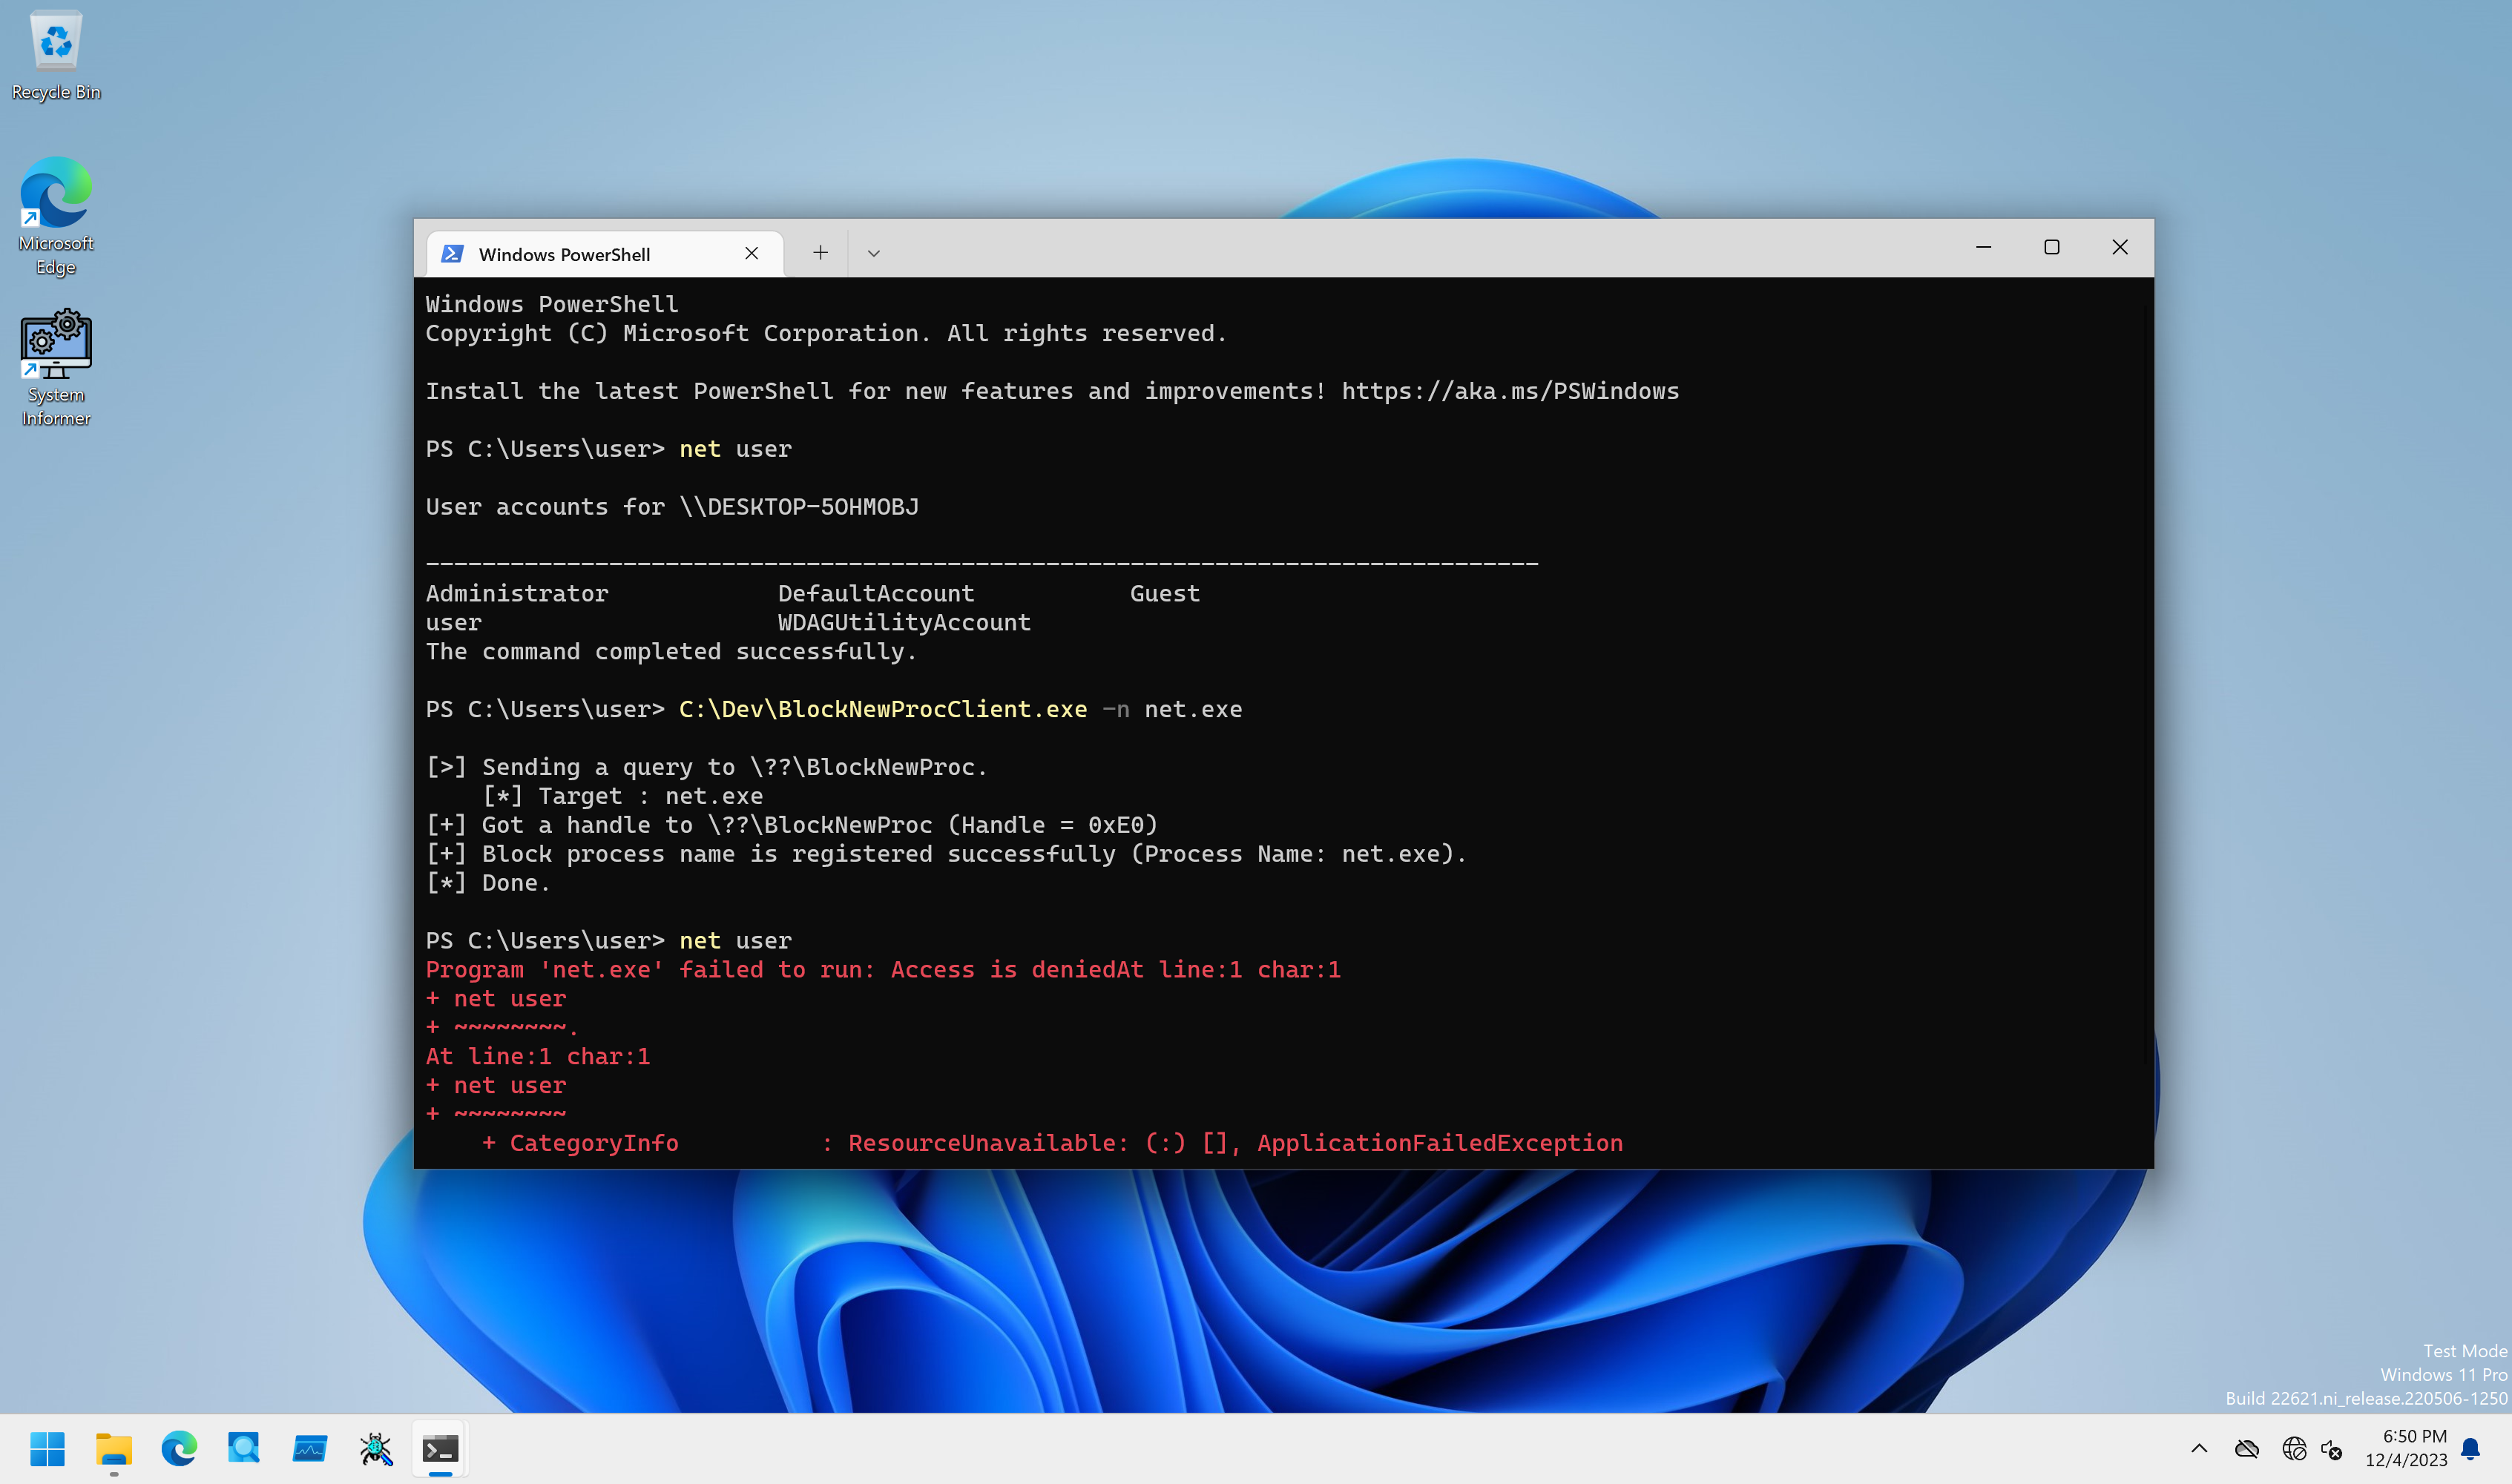 Recycle Bin
Microsoft
Edge
System
Informer
Windows PowerShell
Windows PowerShell
Copyright (C) Microsoft Corporation. All rights reserved.
Install the latest PowerShell for new features and improvements! https://aka.ms/PSWindows
PS C:\Users\user> net user
User accounts for \\DESKTOP-5OHMOBJ
-------------------------------------------------------------------------------
Administrator            DefaultAccount           Guest
user                     WDAGUtilityAccount
The command completed successfully.
PS C:\Users\user> C:\Dev\BlockNewProcClient.exe -n net.exe
[>] Sending a query to \??\BlockNewProc.
    [*] Target : net.exe
[+] Got a handle to \??\BlockNewProc (Handle = 0xE0)
[+] Block process name is registered successfully (Process Name: net.exe).
[*] Done.
PS C:\Users\user> net user
Program 'net.exe' failed to run: Access is deniedAt line:1 char:1
+ net user
+ ~~~~~~~~.
At line:1 char:1
+ net user
+ ~~~~~~~~
    + CategoryInfo          : ResourceUnavailable: (:) [], ApplicationFailedException
Test Mode
Windows 11 Pro
Build 22621.ni_release.220506-1250
6:50 PM
12/4/2023